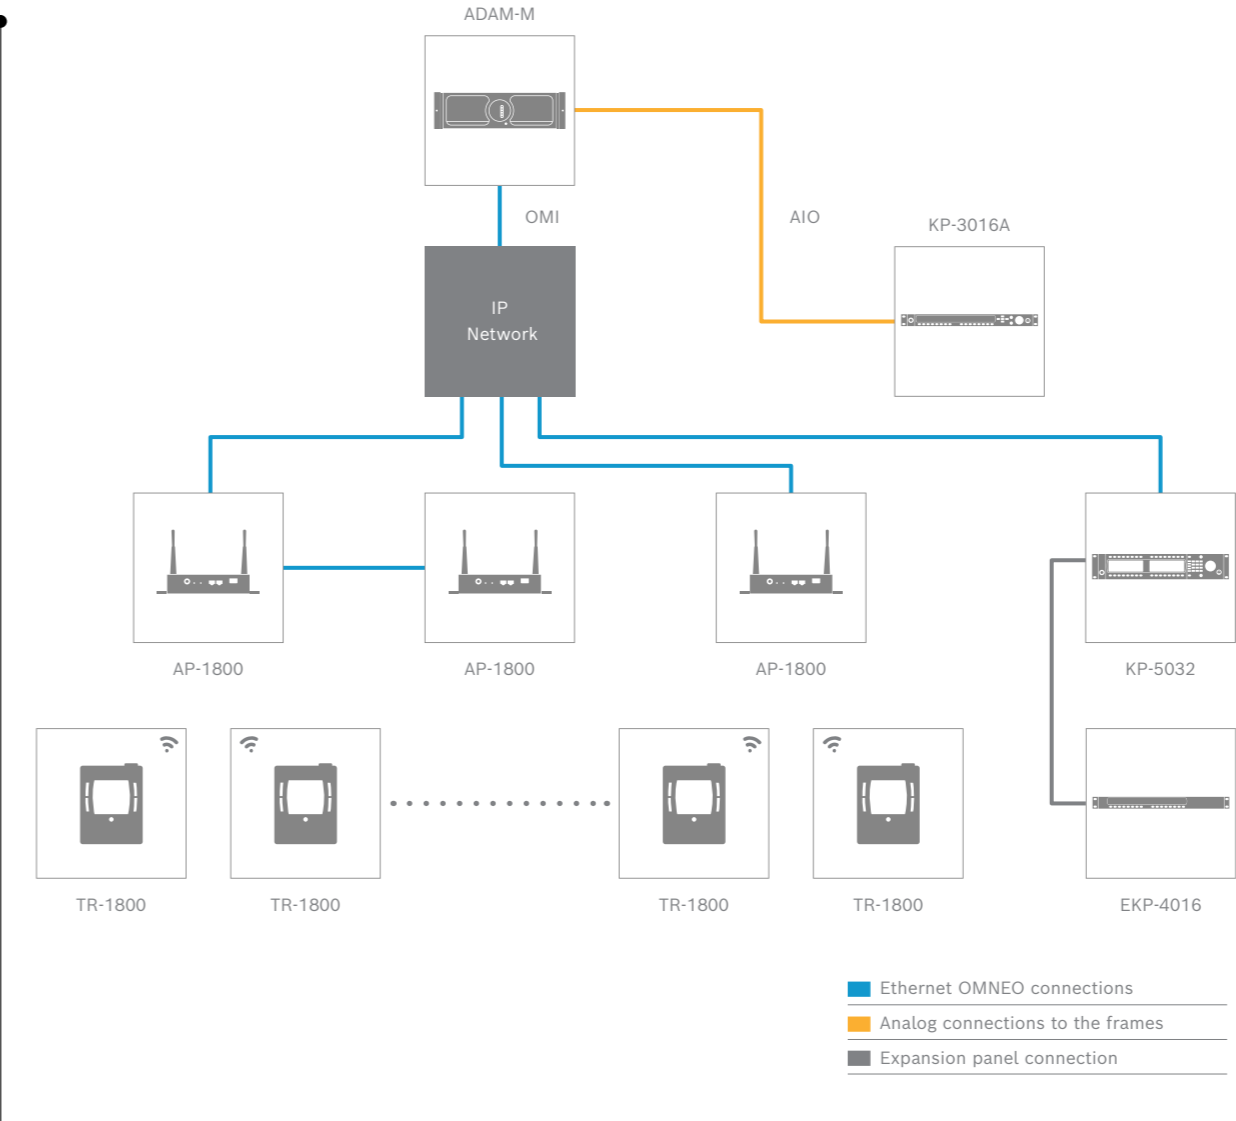 ADAM-M
OMI
AIO
KP-3016A
IP
Network
AP-1800
AP-1800
AP-1800
KP-5032
TR-1800
TR-1800
TR-1800
TR-1800
EKP-4016
Ethernet OMNEO connections
Analog connections to the frames
Expansion panel connection